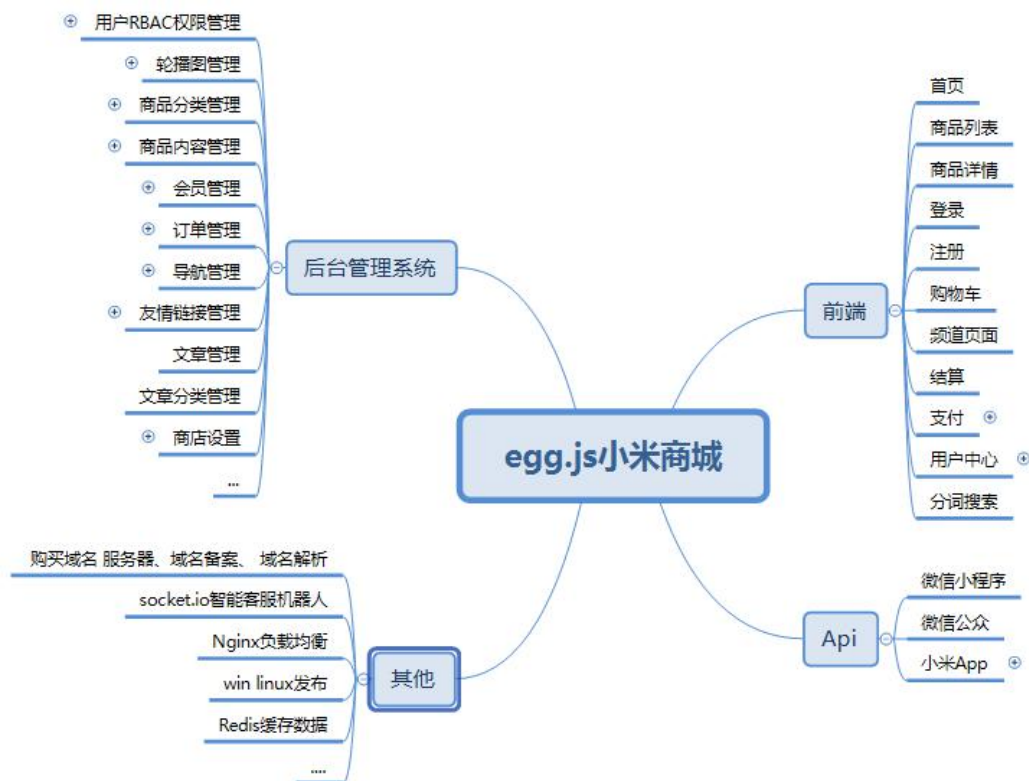 用户RBAC权限管理
轮播图管理
商品分类管理
商品内容管理
会员管理
订单管理
导航管理
友情链接管理
文章管理
文章分类管理
商店设置
...
后台管理系统
首页
商品列表
商品详情
登录
注册
购物车
频道页面
结算
支付
用户中心
分词搜索
前端
egg.js小米商城
购买域名 服务器、域名备案、 域名解析
socket.io智能客服机器人
Nginx负载均衡
win linux发布
Redis缓存数据
....
其他
微信小程序
微信公众
小米App
Api